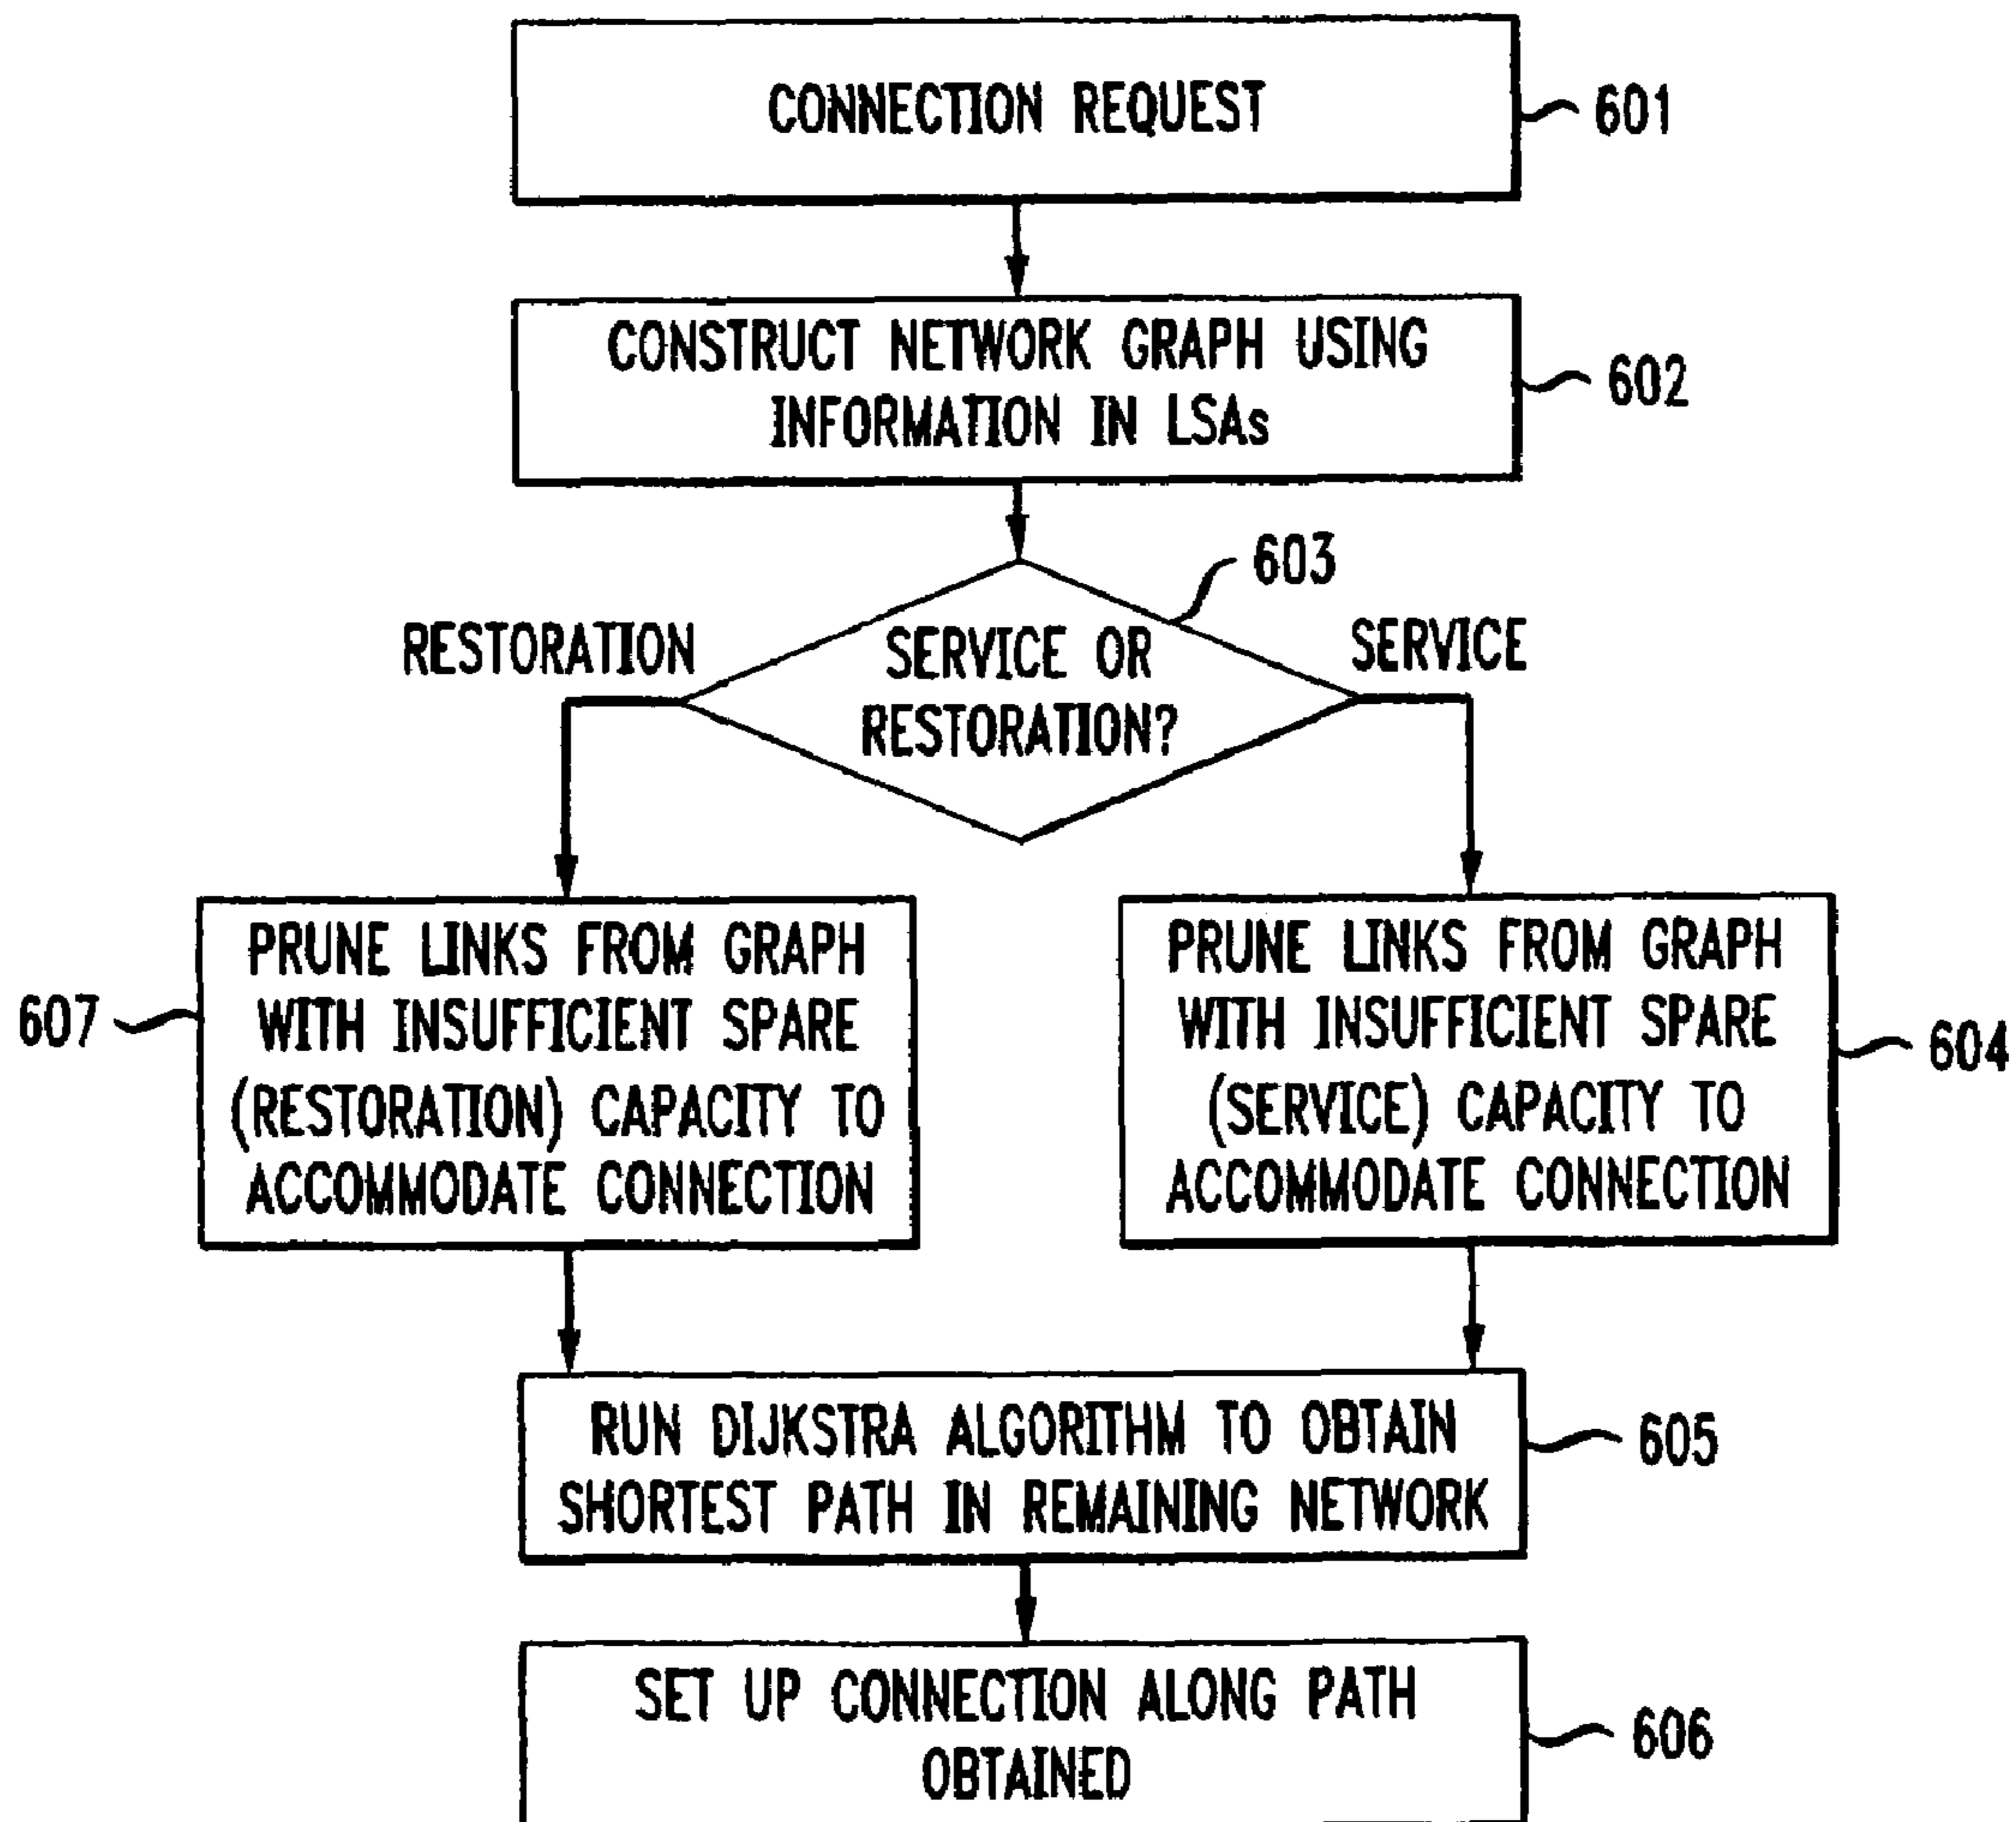 CONNECTION REQUEST
601
CONSTRUCT NETWORK GRAPH USING
INFORMATION IN LSAs
602
603
RESTORATION
SERVICE OR
RESTORATION?
SERVICE
607
PRUNE LINKS FROM GRAPH
WITH INSUFFICIENT SPARE
(RESTORATION) CAPACITY TO
ACCOMMODATE CONNECTION
PRUNE LINKS FROM GRAPH
WITH INSUFFICIENT SPARE
(SERVICE) CAPACITY TO
ACCOMMODATE CONNECTION
604
RUN DIJKSTRA ALGORITHM TO OBTAIN
SHORTEST PATH IN REMAINING NETWORK
605
SET UP CONNECTION ALONG PATH
OBTAINED
606